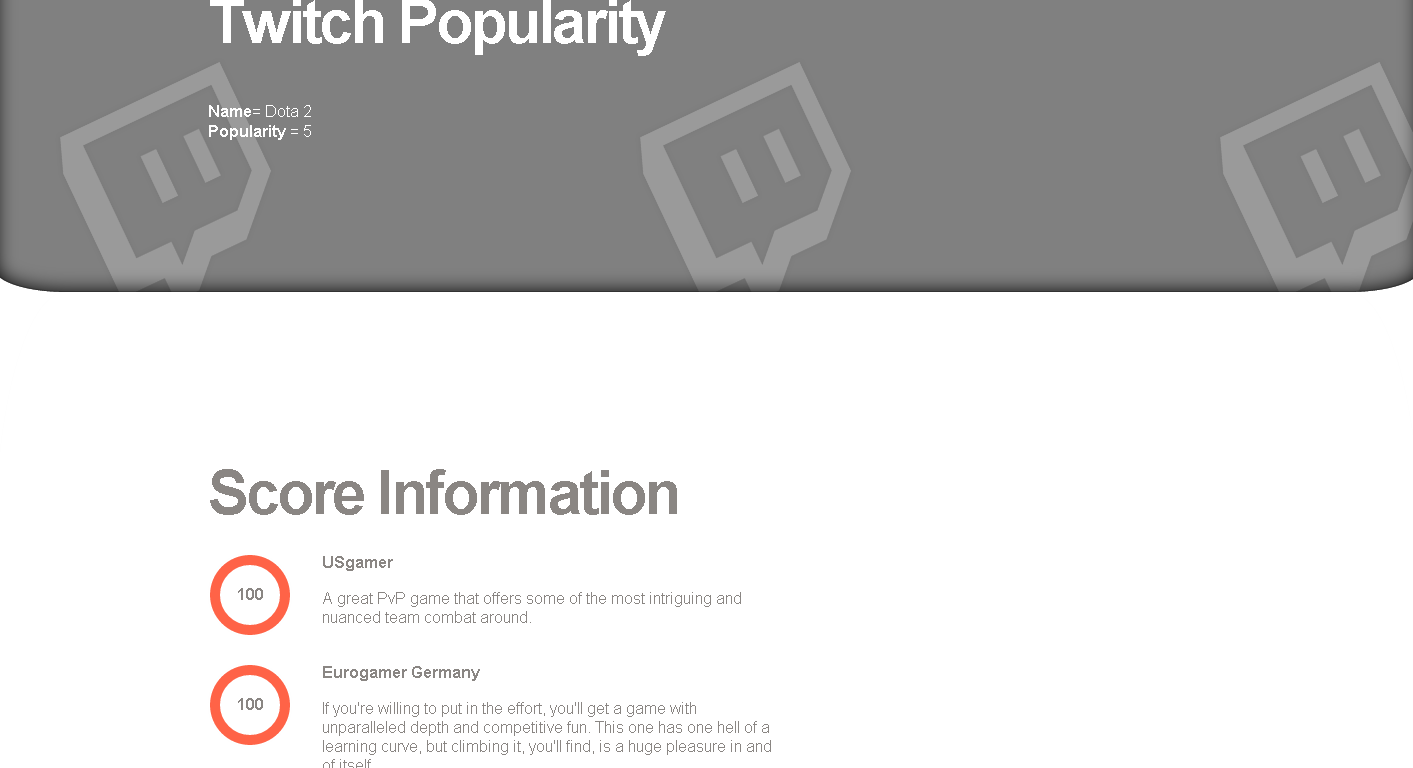 Twitch Popularity
Name= Dota 2
Popularity = 5
Score Information
100
USgamer
A great PvP game that offers some of the most intriguing and
nuanced team combat around.
100
Eurogamer Germany
If you're willing to put in the effort, you'll get a game with
unparalleled depth and competitive fun. This one has one hell of a
learning curve, but climbing it, you'll find, is a huge pleasure in and
of itself